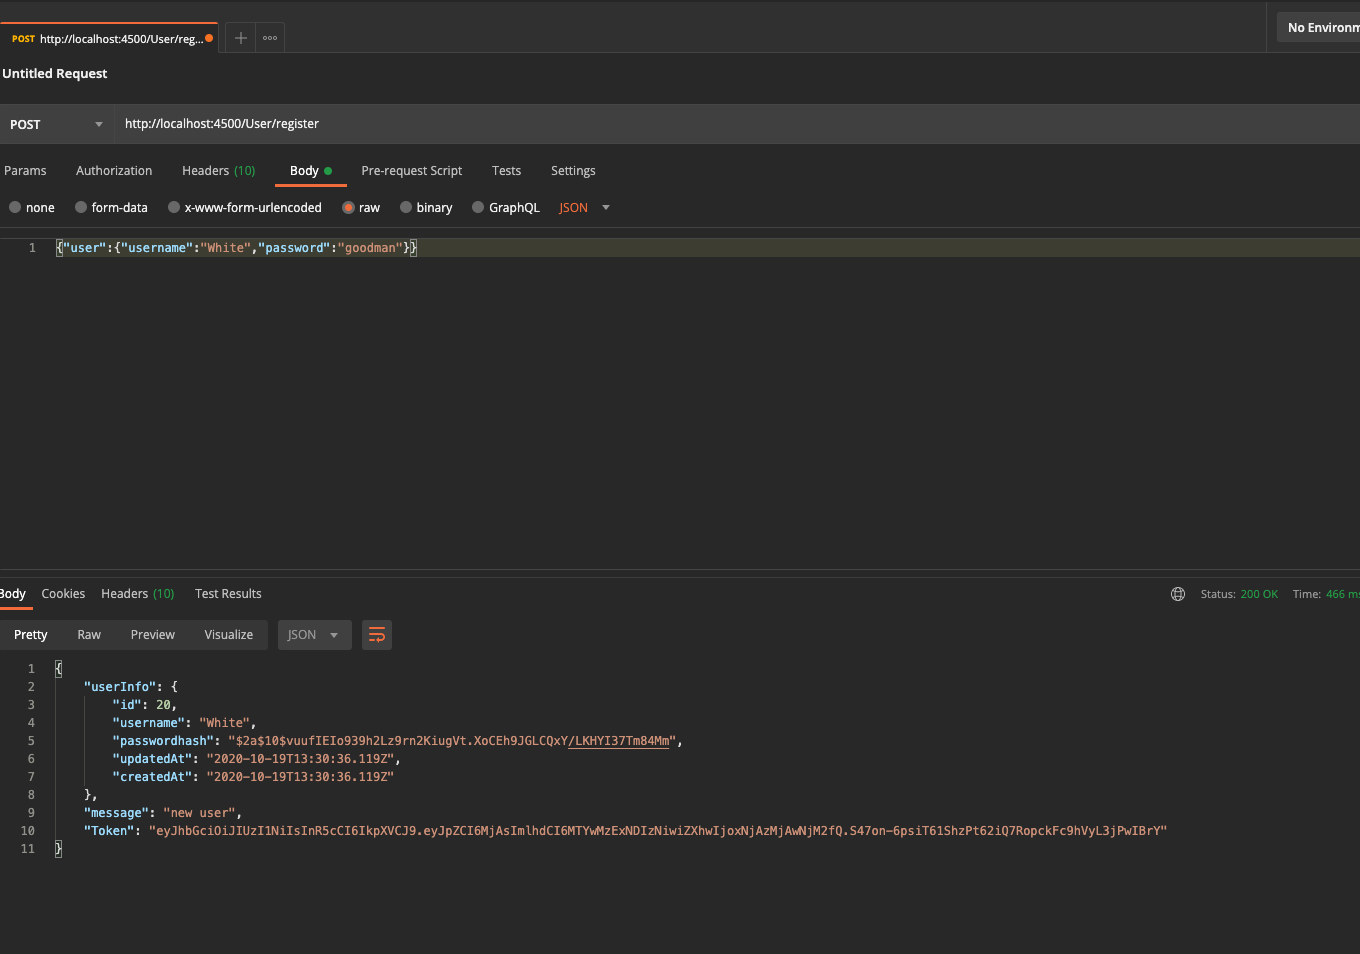 POST http://localhost:4500/User/reg...
No Environm
Untitled Request
POST http://localhost:4500/User/register
Params Authorization Headers (10) Body Pre-request Script Tests Settings
none form-data x-www-form-urlencoded raw binary GraphQL JSON
1 {"user":{"username":"White","password":"goodman"}}
Body Cookies Headers (10) Test Results Status: 200 OK Time: 466 ms
Pretty Raw Preview Visualize JSON
1 {
2 "userInfo": {
3 "id": 20,
4 "username": "White",
5 "passwordhash": "$2a$10$vuufIEIo939h2Lz9rn2KiugVt.XoCEh9JGLCQxY/LKHYI37Tm84Mm",
6 "updatedAt": "2020-10-19T13:30:36.119Z",
7 "createdAt": "2020-10-19T13:30:36.119Z"
8 },
9 "message": "new user",
10 "Token": "eyJhbGciOiJIUzI1NiIsInR5cCI6IkpXVCJ9.eyJpZCI6MjAsImlhdCI6MTYwMzExNDIzNiwiZXhwIjoxNjAzMjAwNjM2fQ.S47on-6psiT61ShzPt62iQ7RopckFc9hVyL3jPwIBrY"
11 }